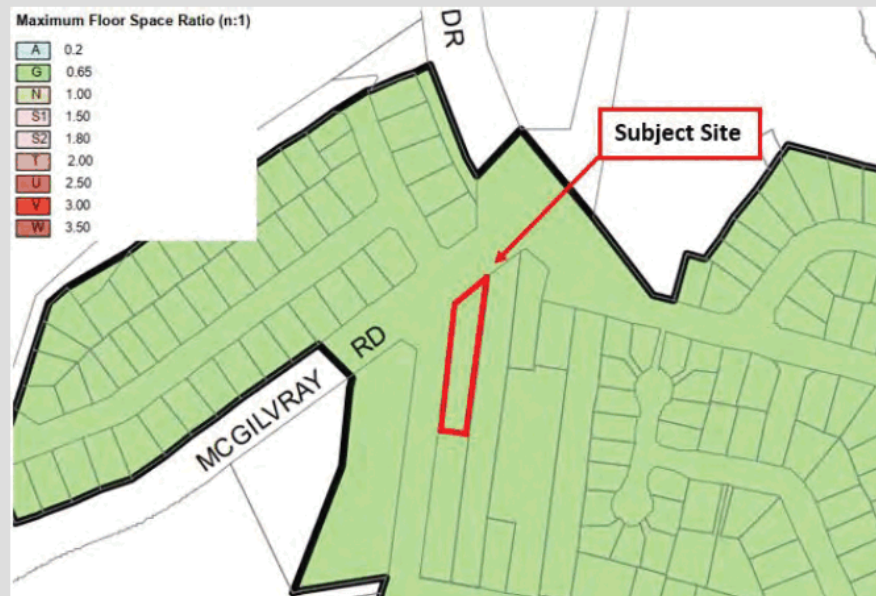 Maximum Floor Space Ratio (n:1)
A 0.2
G 0.65
N 1.00
S1 1.50
S2 1.80
T 2.00
U 2.50
V 3.00
W 3.50
DR
Subject Site
MCGILVRAY RD